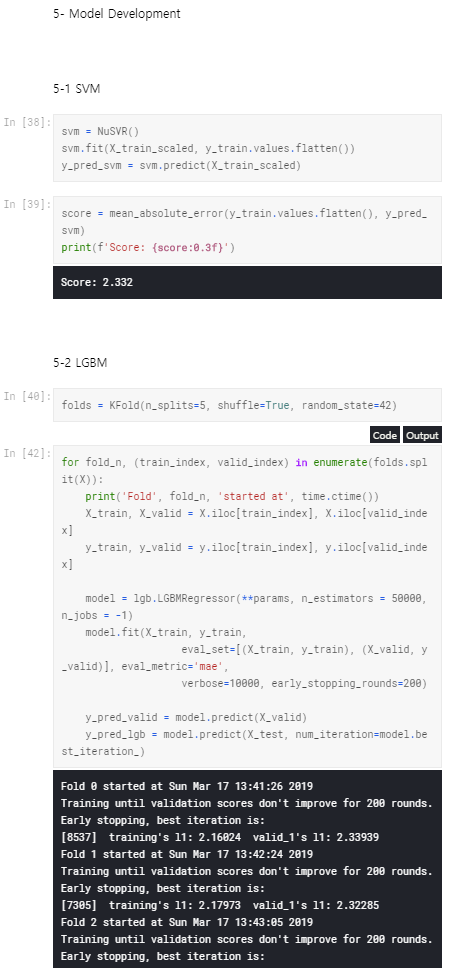 5- Model Development
5-1 SVM
In [38]:
svm = NuSVR()
svm.fit(X_train_scaled, y_train.values.flatten())
y_pred_svm = svm.predict(X_train_scaled)
In [39]:
score = mean_absolute_error(y_train.values.flatten(), y_pred_
svm)
print(f'Score: {score:0.3f}')
Score: 2.332
5-2 LGBM
In [40]:
folds = KFold(n_splits=5, shuffle=True, random_state=42)
Code Output
In [42]:
for fold_n, (train_index, valid_index) in enumerate(folds.spl
it(X)):
    print('Fold', fold_n, 'started at', time.ctime())
    X_train, X_valid = X.iloc[train_index], X.iloc[valid_inde
x]
    y_train, y_valid = y.iloc[train_index], y.iloc[valid_inde
x]
    model = lgb.LGBMRegressor(**params, n_estimators = 50000,
n_jobs = -1)
    model.fit(X_train, y_train,
                    eval_set=[(X_train, y_train), (X_valid, y
_valid)], eval_metric='mae',
                    verbose=10000, early_stopping_rounds=200)
    y_pred_valid = model.predict(X_valid)
    y_pred_lgb = model.predict(X_test, num_iteration=model.be
st_iteration_)
Fold 0 started at Sun Mar 17 13:41:26 2019
Training until validation scores don't improve for 200 rounds.
Early stopping, best iteration is:
[8537]  training's l1: 2.16024  valid_1's l1: 2.33939
Fold 1 started at Sun Mar 17 13:42:24 2019
Training until validation scores don't improve for 200 rounds.
Early stopping, best iteration is:
[7305]  training's l1: 2.17973  valid_1's l1: 2.32285
Fold 2 started at Sun Mar 17 13:43:05 2019
Training until validation scores don't improve for 200 rounds.
Early stopping, best iteration is: